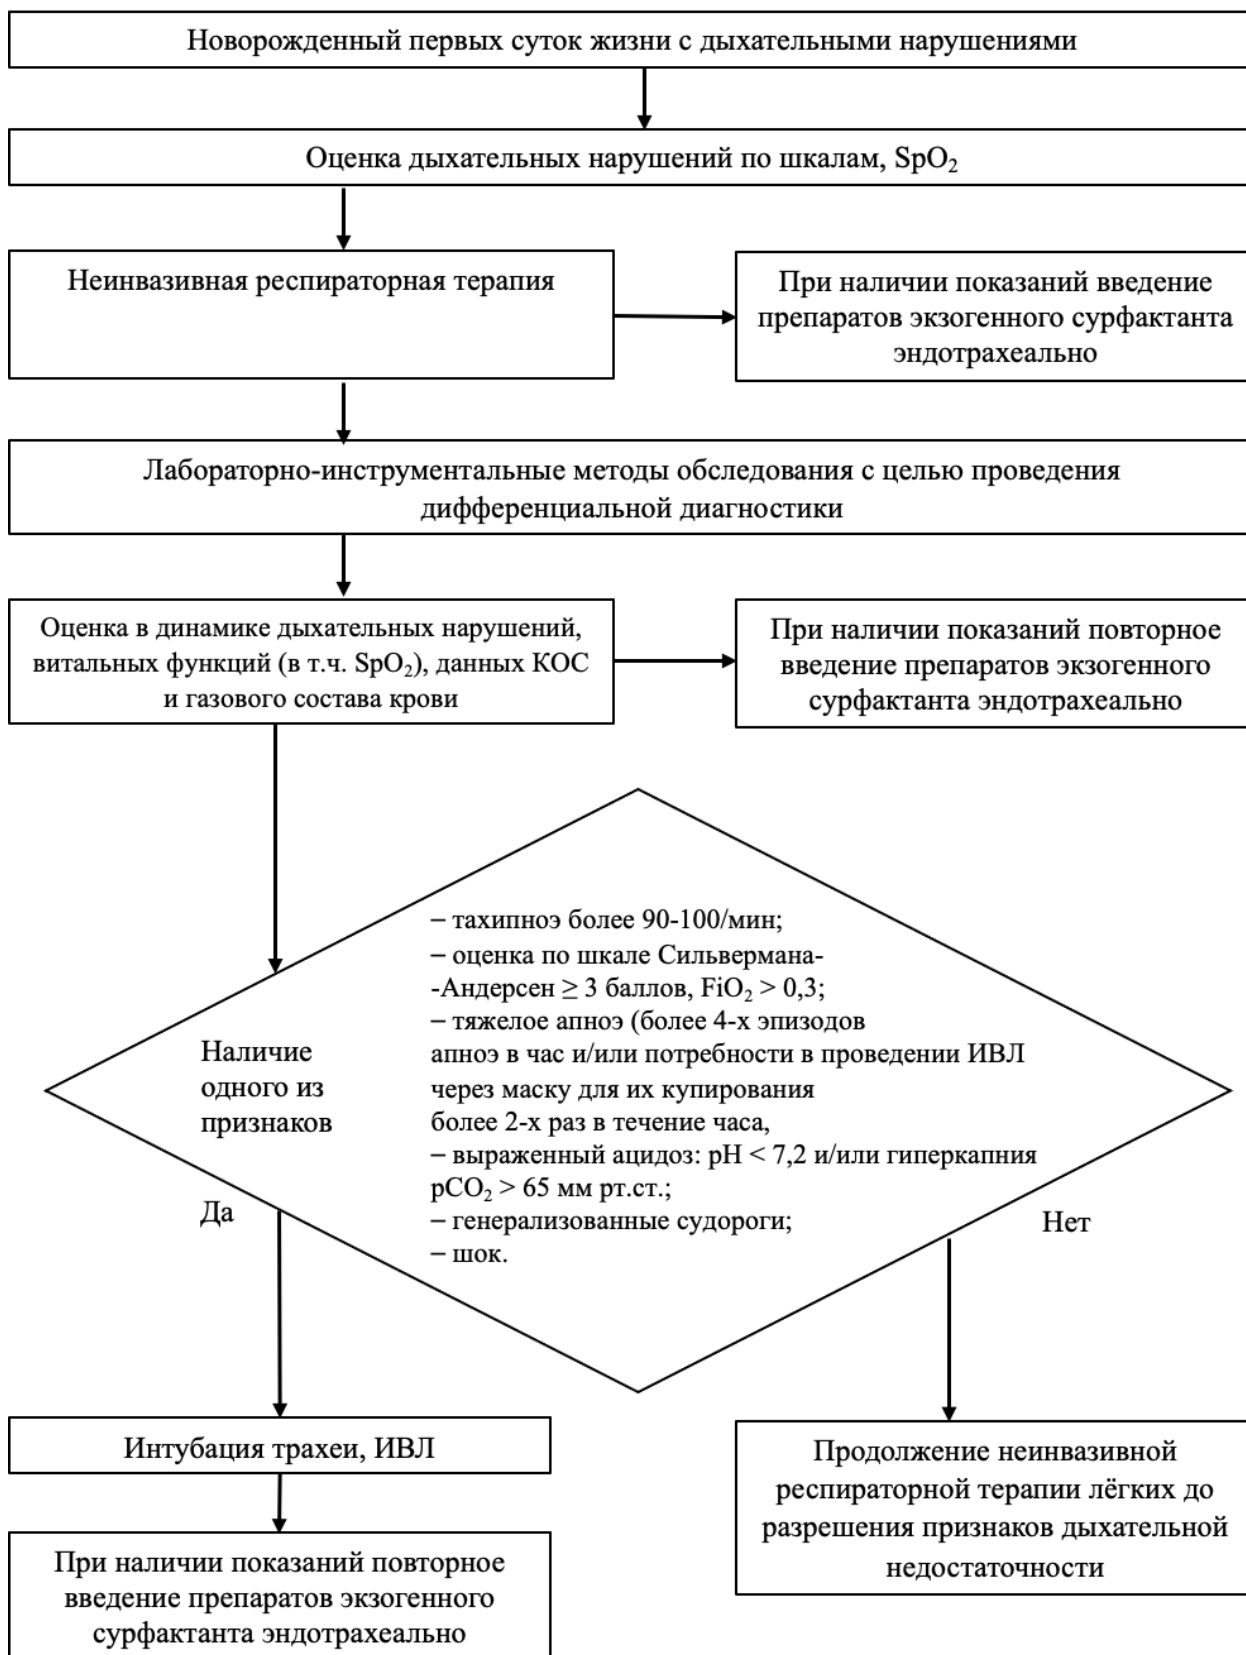 Новорожденный первых суток жизни с дыхательными нарушениями
Оценка дыхательных нарушений по шкалам, SpO₂
Неинвазивная респираторная терапия
При наличии показаний введение
препаратов экзогенного сурфактанта
эндотрахеально
Лабораторно-инструментальные методы обследования с целью проведения
дифференциальной диагностики
Оценка в динамике дыхательных нарушений,
витальных функций (в т.ч. SpO₂), данных КОС
и газового состава крови
При наличии показаний повторное
введение препаратов экзогенного
сурфактанта эндотрахеально
Наличие
одного из
признаков
– тахипноэ более 90-100/мин;
– оценка по шкале Сильвермана-
-Андерсен ≥ 3 баллов, FiO₂ > 0,3;
– тяжелое апноэ (более 4-х эпизодов
апноэ в час и/или потребности в проведении ИВЛ
через маску для их купирования
более 2-х раз в течение часа,
– выраженный ацидоз: pH < 7,2 и/или гиперкапния
pCO₂ > 65 мм рт.ст.;
– генерализованные судороги;
– шок.
Да
Нет
Интубация трахеи, ИВЛ
При наличии показаний повторное
введение препаратов экзогенного
сурфактанта эндотрахеально
Продолжение неинвазивной
респираторной терапии лёгких до
разрешения признаков дыхательной
недостаточности